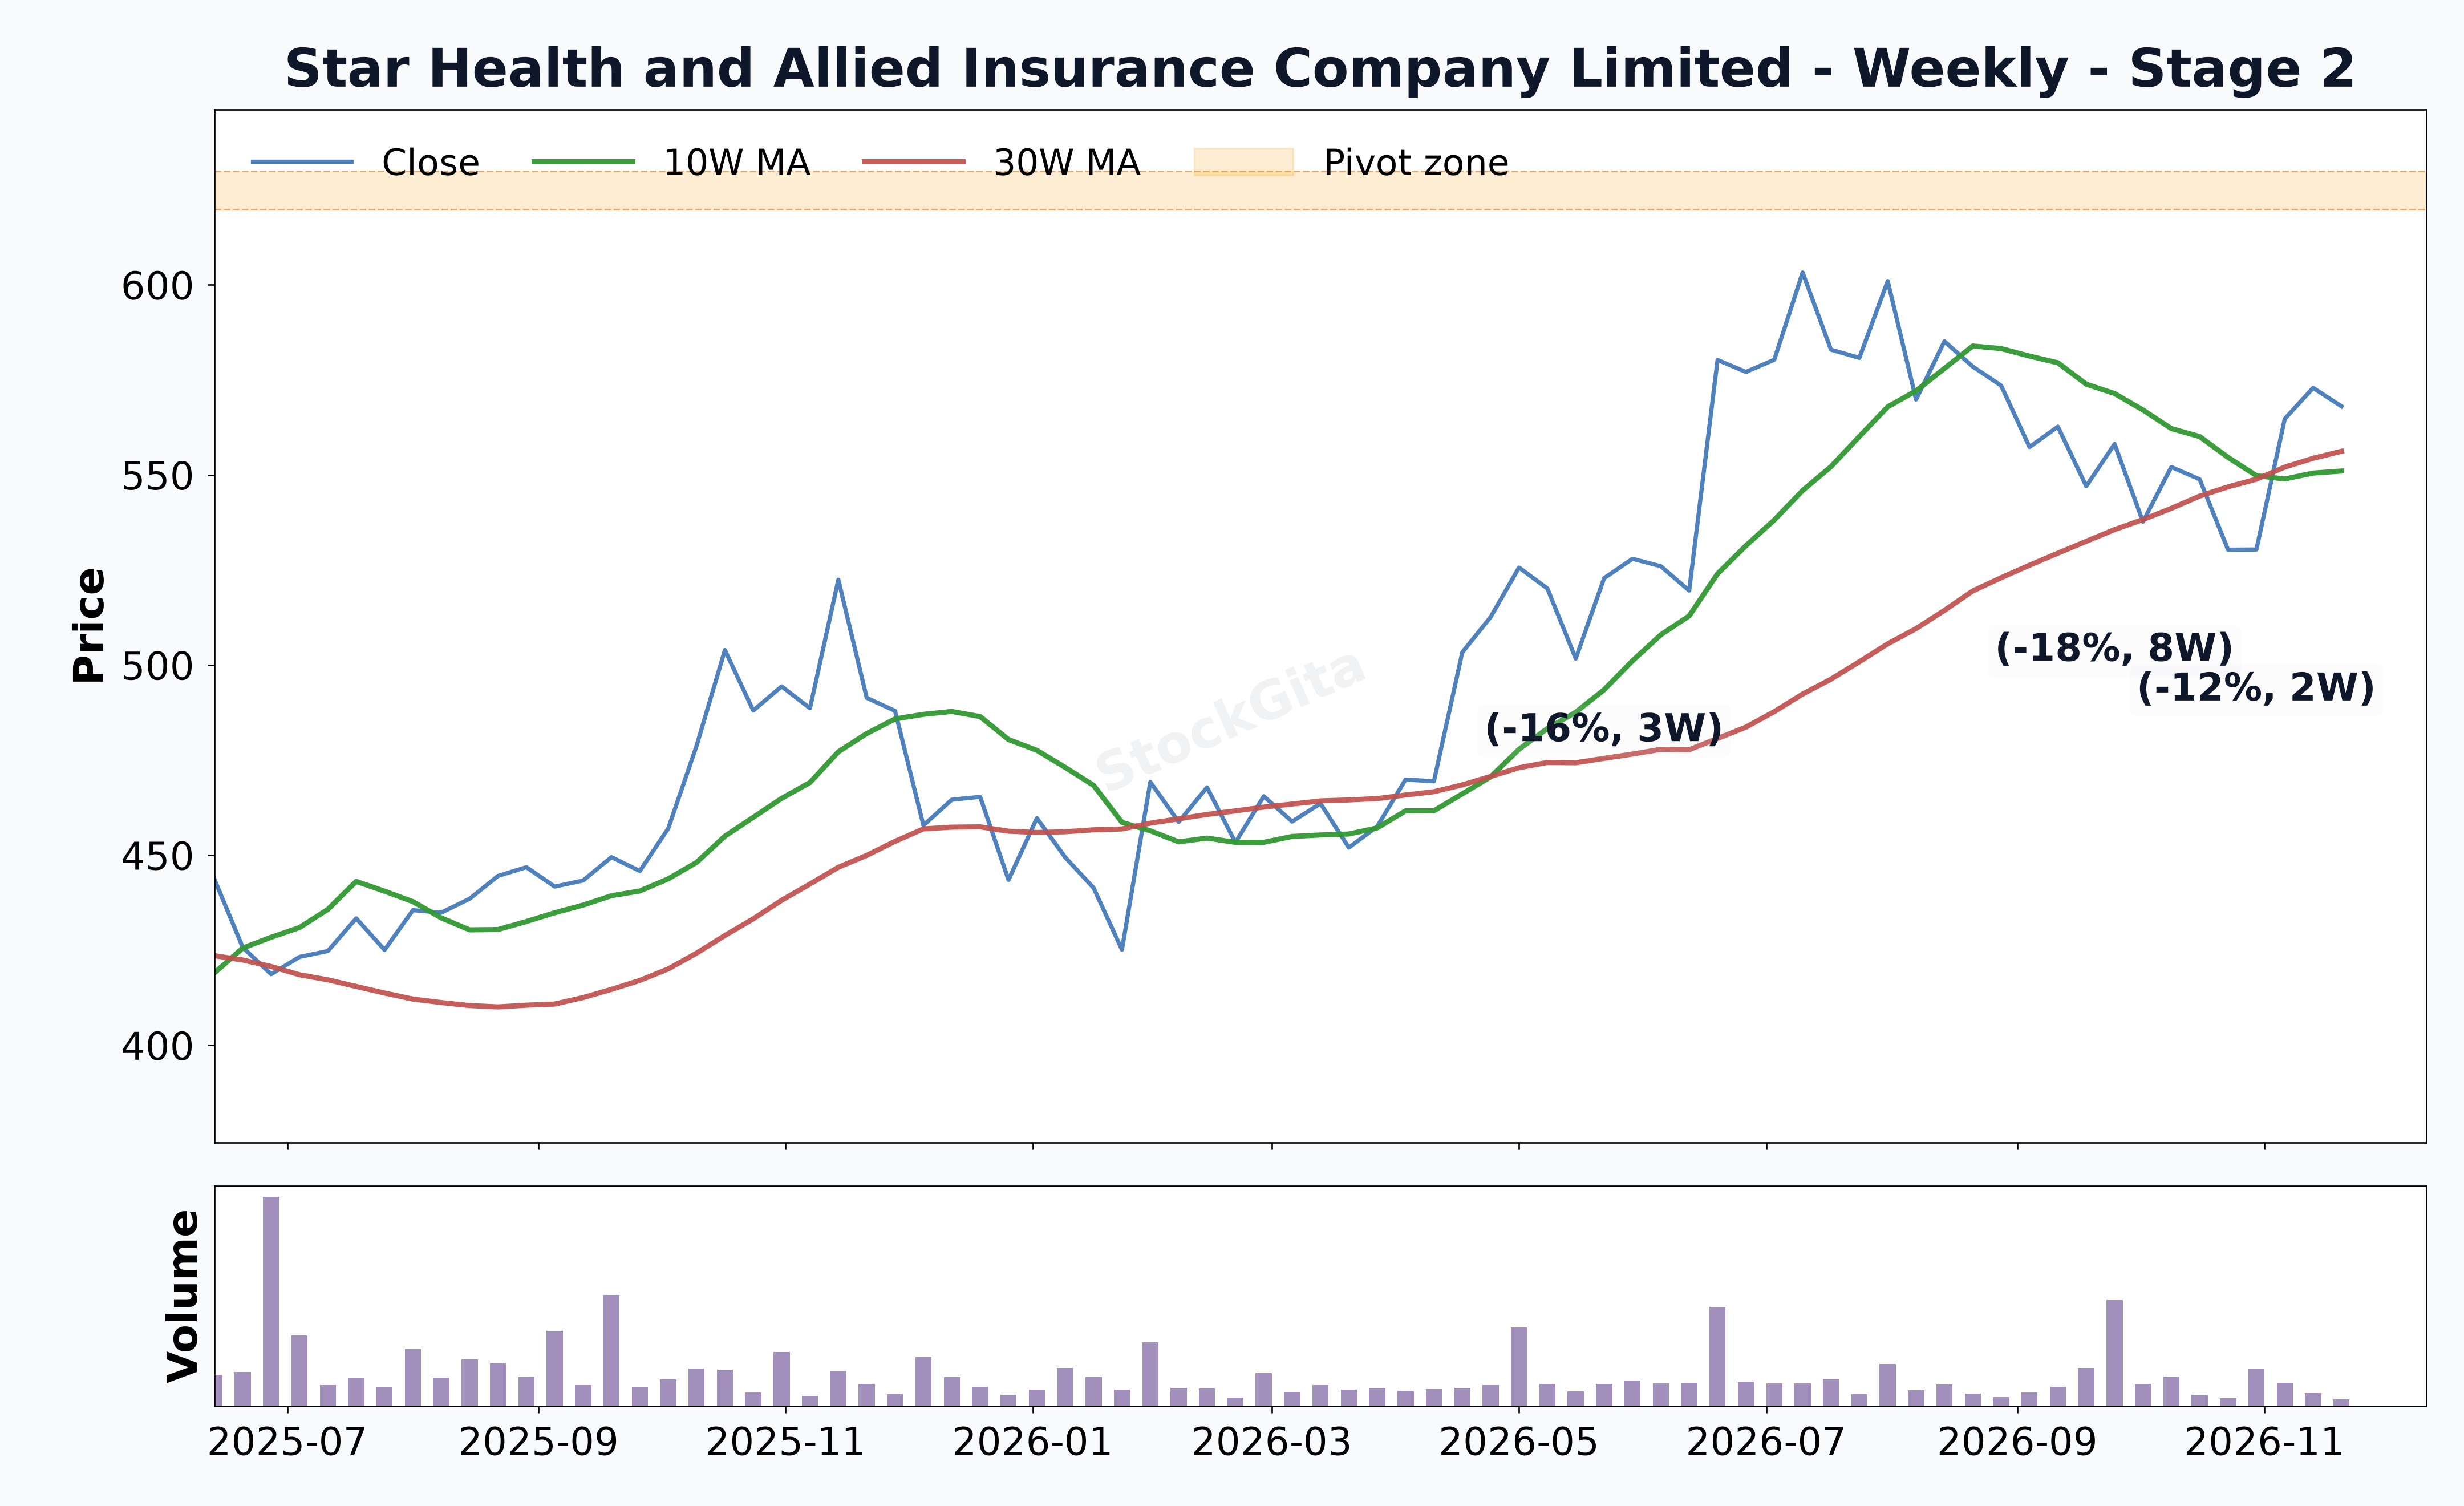 Star Health and Allied Insurance Company Limited - Weekly - Stage 2
Close 10W MA 30W MA Pivot zone
Price
600
550
500
450
400
StockGita
(-16%, 3W)
(-18%, 8W)
(-12%, 2W)
Volume
2025-07 2025-09 2025-11 2026-01 2026-03 2026-05 2026-07 2026-09 2026-11